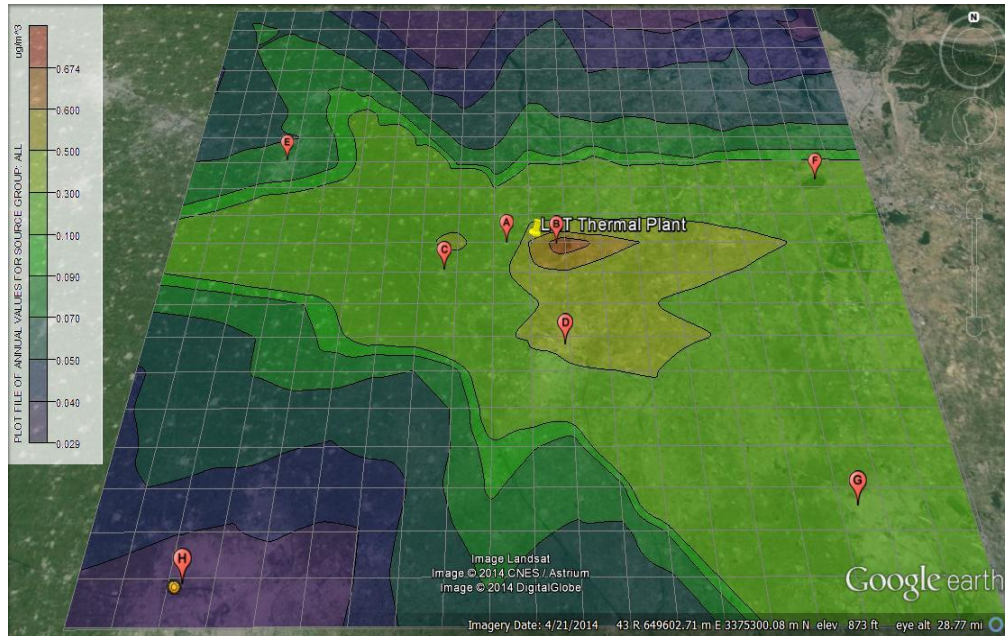 N
ug/m^3
PLOT FILE OF ANNUAL VALUES FOR SOURCE GROUP: ALL
0.674
0.600
0.500
0.300
0.100
0.090
0.070
0.050
0.040
0.029
E
F
A
B
Thermal Plant
C
D
G
H
Image Landsat
Image © 2014 CNES / Astrium
Image © 2014 DigitalGlobe
Google earth
Imagery Date: 4/21/2014 43 R 649602.71 m E 3375300.08 m N elev 873 ft eye alt 28.77 mi